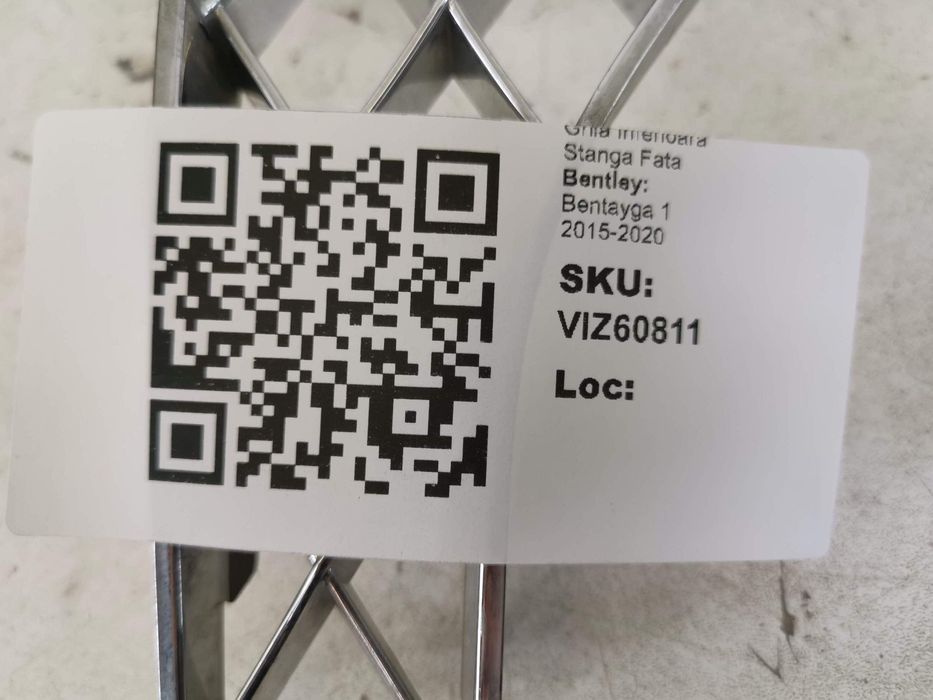 Grila Inferioara
Stanga Fata
Bentley:
Bentayga 1
2015-2020
SKU:
VIZ60811
Loc: